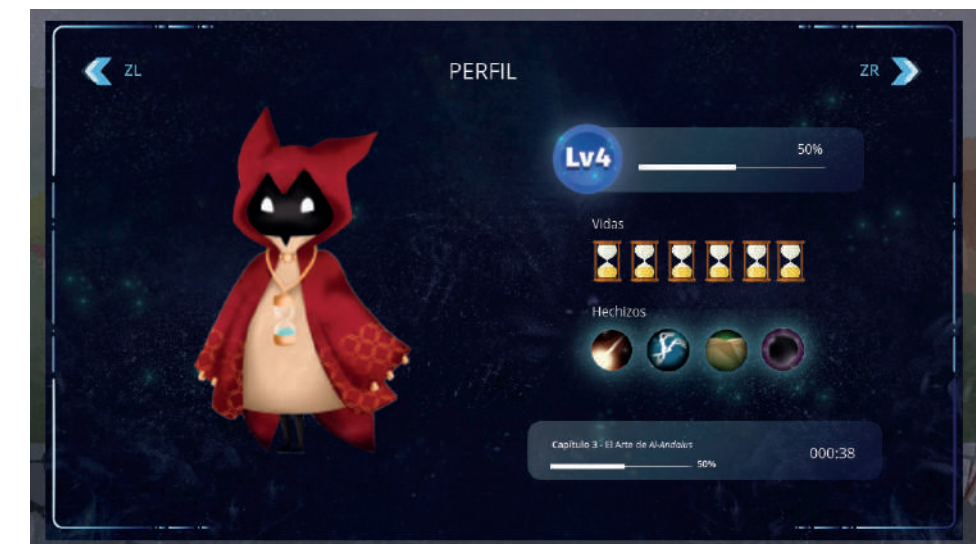 ZL
PERFIL
ZR
Lv4
50%
Vidas
Hechizos
Capítulo 3 - El Arte de Al-Andalus
50%
000:38